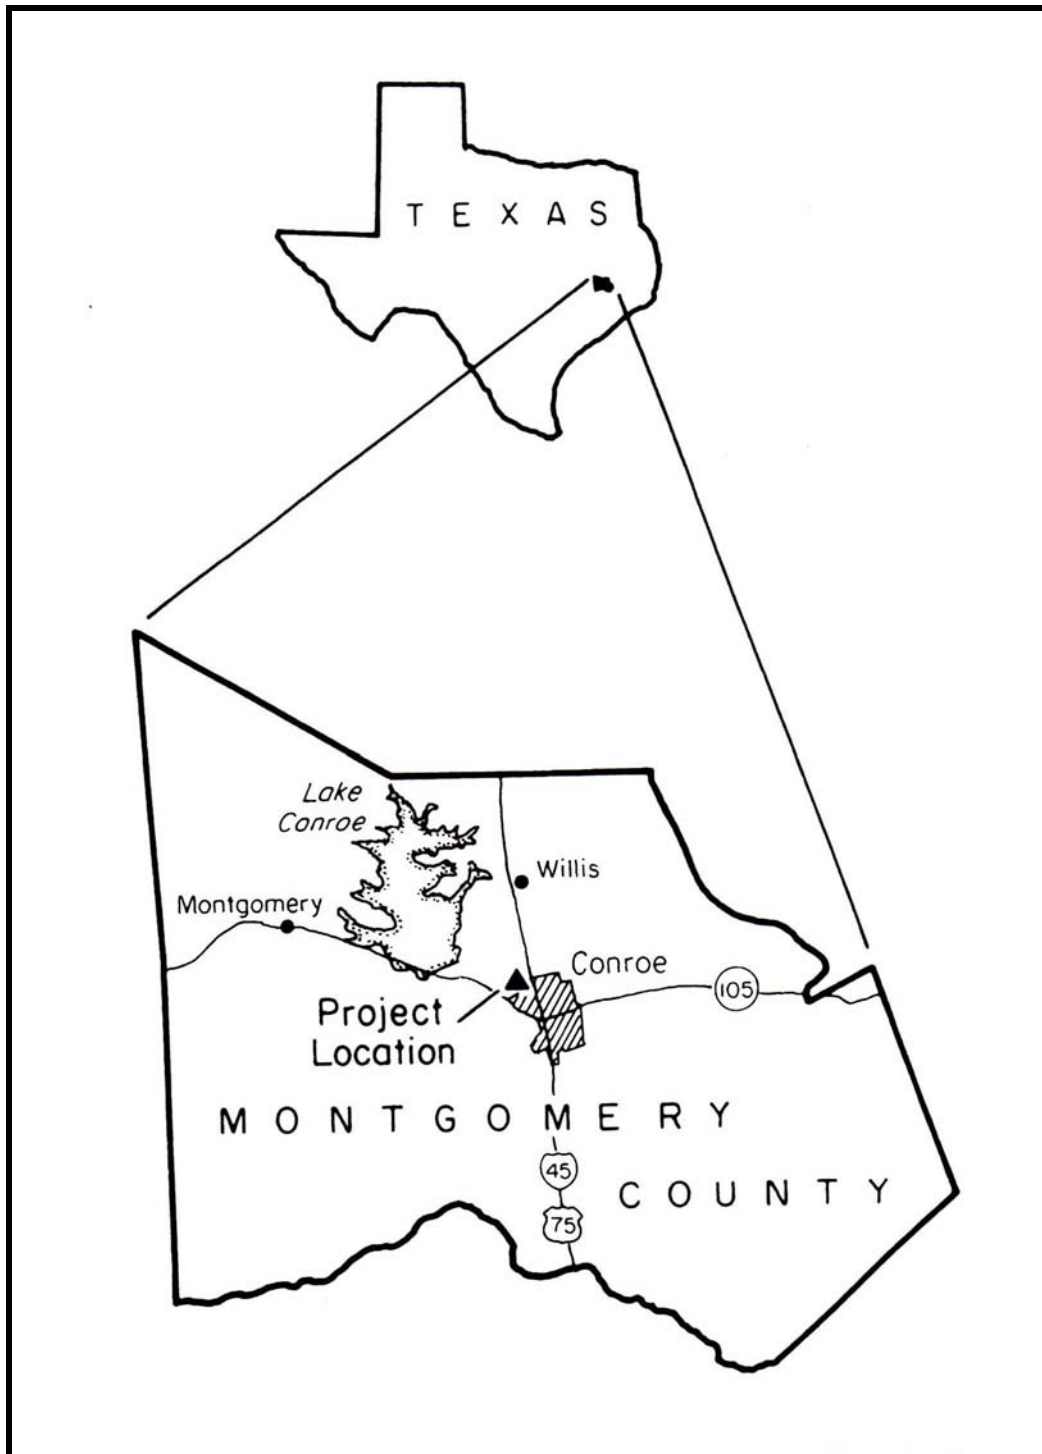 TEXAS
Lake
Conroe
Willis
Montgomery
Conroe
105
Project
Location
MONTGOMERY
45
COUNTY
75